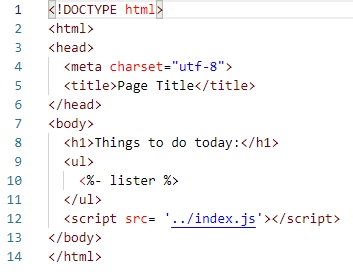 1 <!DOCTYPE html>
2 <html>
3 <head>
4 <meta charset="utf-8">
5 <title>Page Title</title>
6 </head>
7 <body>
8 <h1>Things to do today:</h1>
9 <ul>
10 <%- lister %>
11 </ul>
12 <script src= '../index.js'></script>
13 </body>
14 </html>